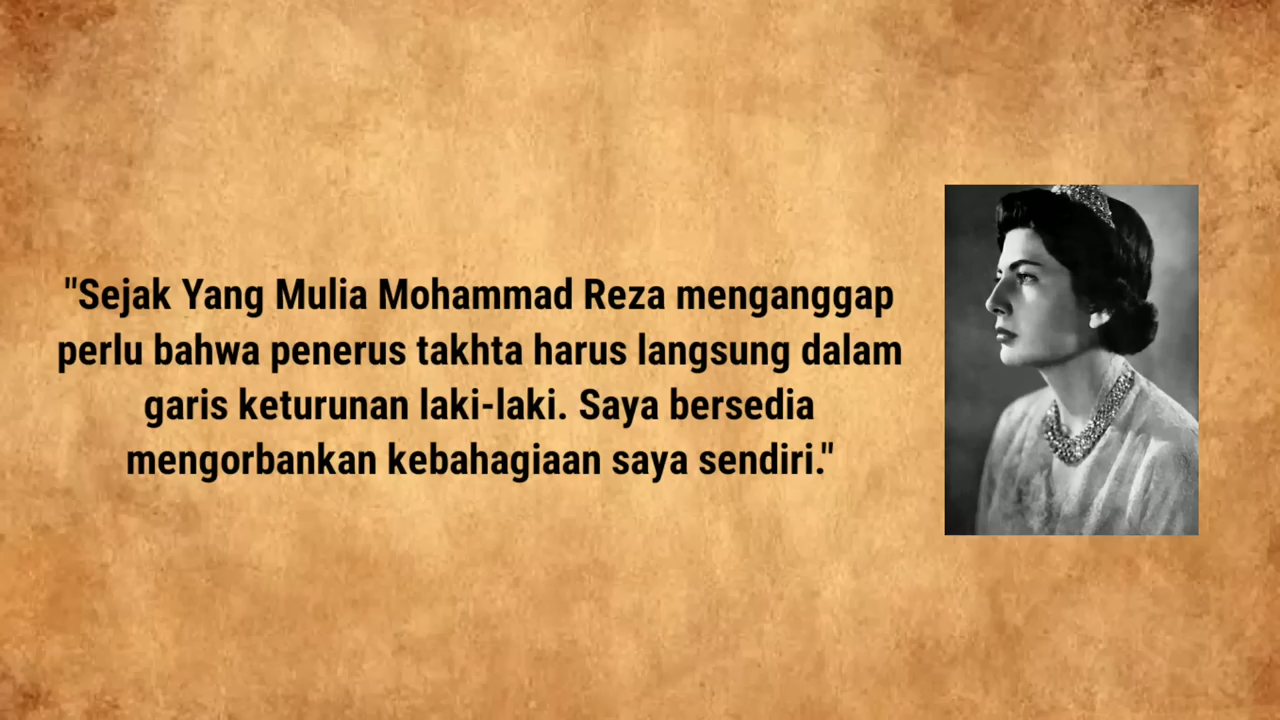 "Sejak Yang Mulia Mohammad Reza menganggap
perlu bahwa penerus takhta harus langsung dalam
garis keturunan laki-laki. Saya bersedia
mengorbankan kebahagiaan saya sendiri."